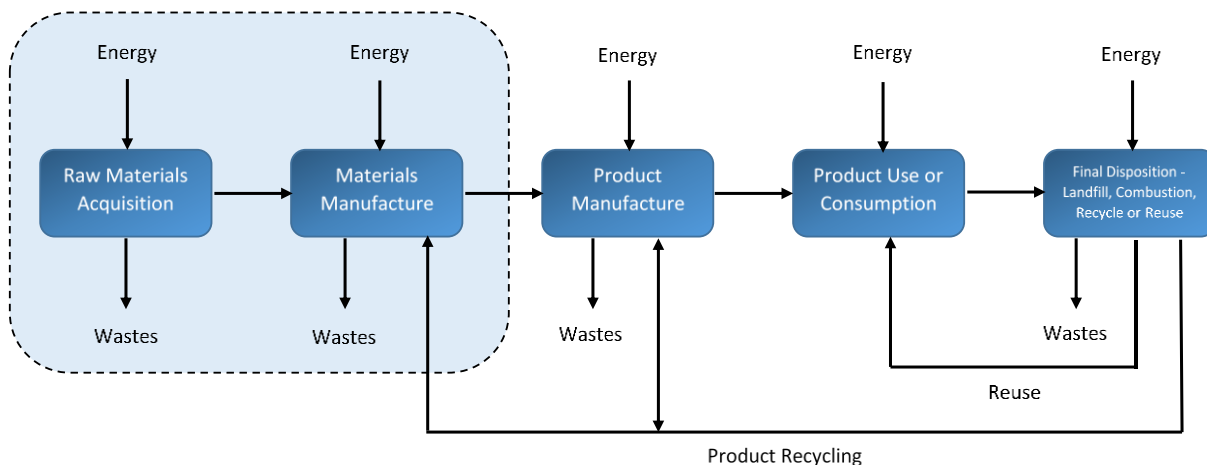 Energy
Energy
Energy
Energy
Energy
Raw Materials
Acquisition
Materials
Manufacture
Product
Manufacture
Product Use or
Consumption
Final Disposition -
Landfill, Combustion,
Recycle or Reuse
Wastes
Wastes
Wastes
Wastes
Reuse
Product Recycling